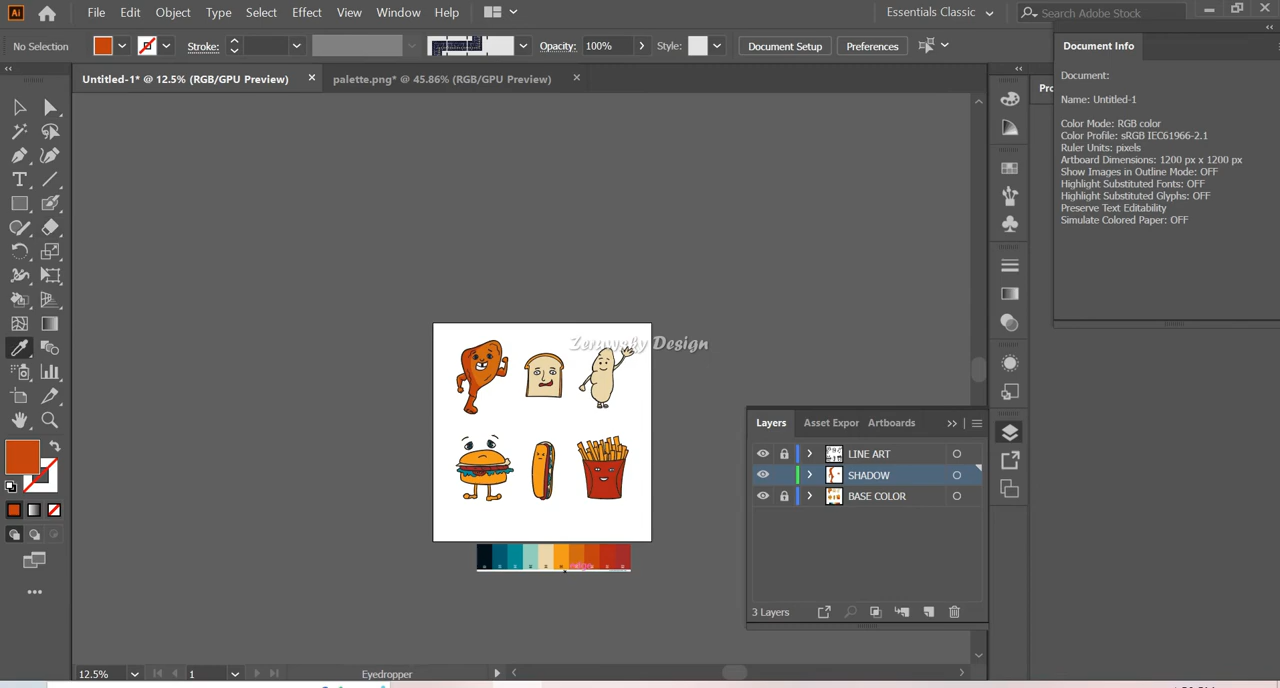 Ai File Edit Object Type Select Effect View Window Help Essentials Classic Search Adobe Stock
No Selection Stroke: Opacity: 100% Style: Document Setup Preferences
Untitled-1* @ 12.5% (RGB/GPU Preview) × palette.png* @ 45.86% (RGB/GPU Preview) ×
Document Info
Document:
Name: Untitled-1
Color Mode: RGB color
Color Profile: sRGB IEC61966-2.1
Ruler Units: pixels
Artboard Dimensions: 1200 px x 1200 px
Show Images in Outline Mode: OFF
Highlight Substituted Fonts: OFF
Highlight Substituted Glyphs: OFF
Preserve Text Editability
Simulate Colored Paper: OFF
Pro
Zerowsky Design
Layers Asset Expor Artboards
LINE ART
SHADOW
BASE COLOR
3 Layers
12.5% 1 Eyedropper